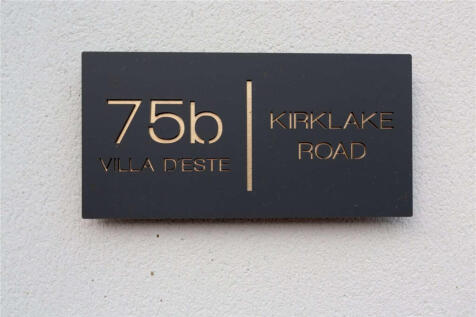 75b
VILLA D'ESTE
KIRKLAKE
ROAD